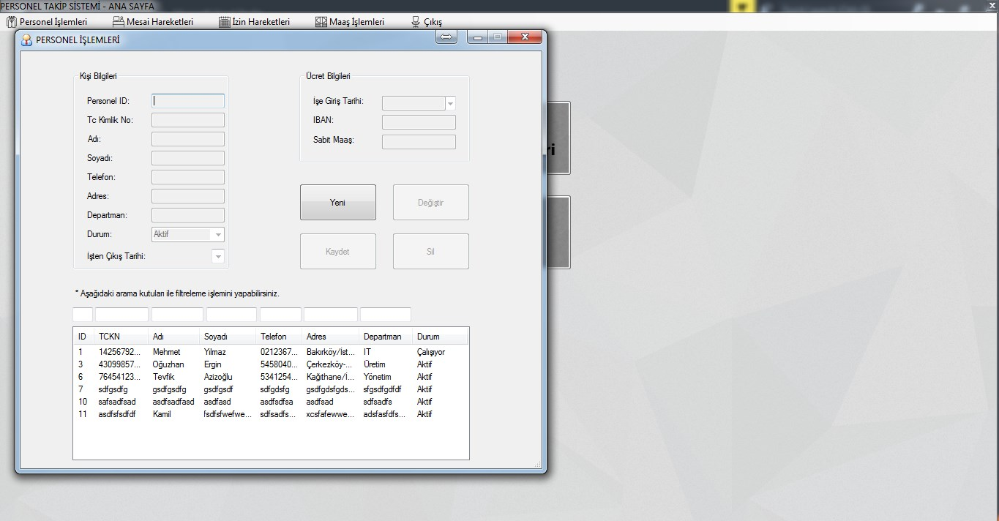 PERSONEL TAKİP SİSTEMİ - ANA SAYFA
Personel İşlemleri Mesai Hareketleri İzin Hareketleri Maaş İşlemleri Çıkış
PERSONEL İŞLEMLERİ
Kişi Bilgileri
Personel ID:
Tc Kimlik No:
Adı:
Soyadı:
Telefon:
Adres:
Departman:
Durum: Aktif
İşten Çıkış Tarihi:
Ücret Bilgileri
İşe Giriş Tarihi:
IBAN:
Sabit Maaş:
Yeni Değiştir
Kaydet Sil
* Aşağıdaki arama kutuları ile filtreleme işlemini yapabilirsiniz.
ID TCKN Adı Soyadı Telefon Adres Departman Durum
1 14256792... Mehmet Yılmaz 0212367... Bakırköy/İst... IT Çalışıyor
3 43099857... Oğuzhan Ergin 5458040... Çerkezköy-... Üretim Aktif
6 76454123... Tevfik Azizoğlu 5341254... Kağıthane/İ... Yönetim Aktif
7 sdfgsdfg gsdfgsdfg gsdfgsdf sdfgdsfg gsdfgdsfgds... sfgsdfgdfdf Aktif
10 safsadfsad asdfsadfasd asdfasd asdfsdfsa asdfsad sdfsadfs Aktif
11 asdfsfsdfdf Kamil fsdfsfwefwe... sdfsadfs... xcsfafewwe... adsfasfdfs... Aktif